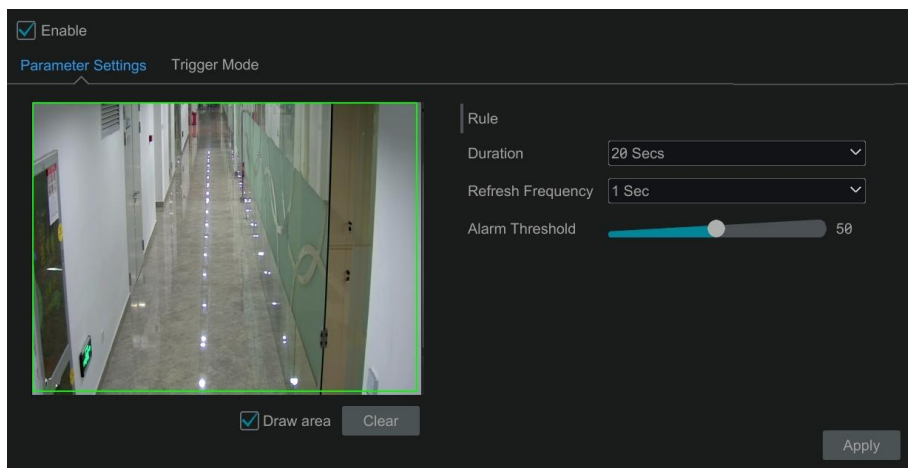 Enable
Parameter Settings Trigger Mode
Rule
Duration 20 Secs
Refresh Frequency 1 Sec
Alarm Threshold 50
Draw area Clear
Apply